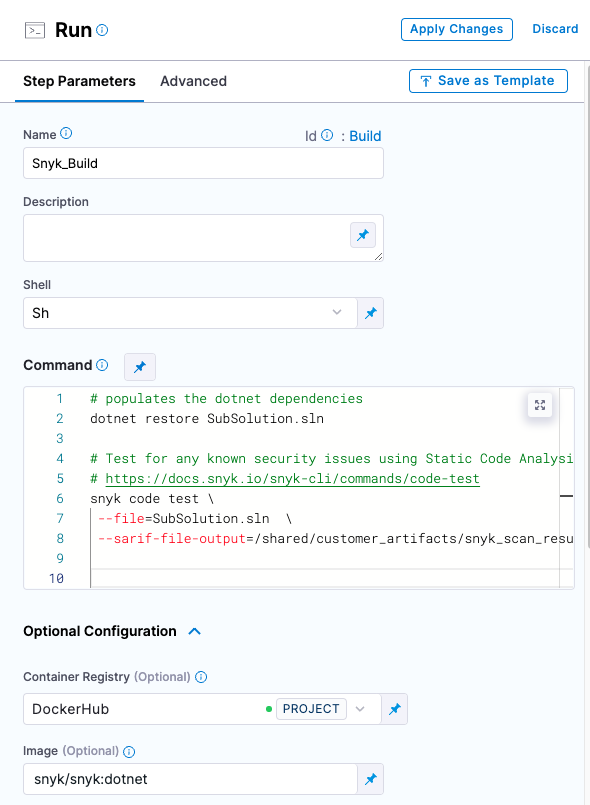 Run
Apply Changes
Discard
Step Parameters
Advanced
Save as Template
Name
Id : Build
Snyk_Build
Description
Shell
Sh
Command
1 # populates the dotnet dependencies
2 dotnet restore SubSolution.sln
3
4 # Test for any known security issues using Static Code Analysi
5 # https://docs.snyk.io/snyk-cli/commands/code-test
6 snyk code test \
7 --file=SubSolution.sln \
8 --sarif-file-output=/shared/customer_artifacts/snyk_scan_resu
9
10
Optional Configuration
Container Registry (Optional)
DockerHub PROJECT
Image (Optional)
snyk/snyk:dotnet